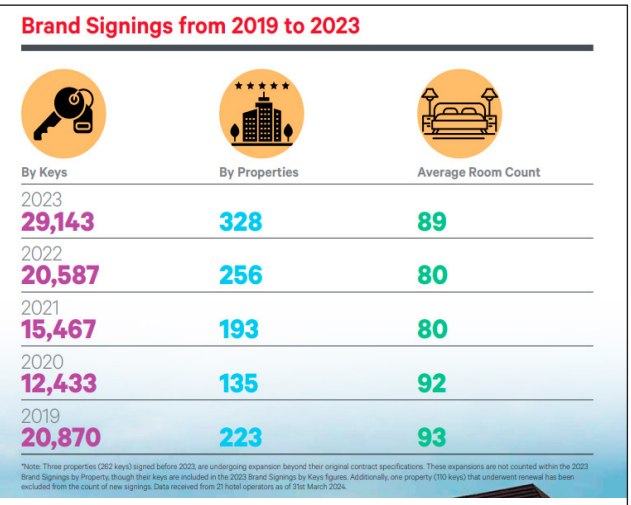 Brand Signings from 2019 to 2023
By Keys By Properties Average Room Count
2023
29,143 328 89
2022
20,587 256 80
2021
15,467 193 80
2020
12,433 135 92
2019
20,870 223 93
*Note: Three properties (262 keys) signed before 2023, are undergoing expansion beyond their original contract specifications. These expansions are not counted within the 2023
Brand Signings by Property, though their keys are included in the 2023 Brand Signings by Keys figures. Additionally, one property (110 keys) that underwent renewal has been
excluded from the count of new signings. Data received from 21 hotel operators as of 31st March 2024.